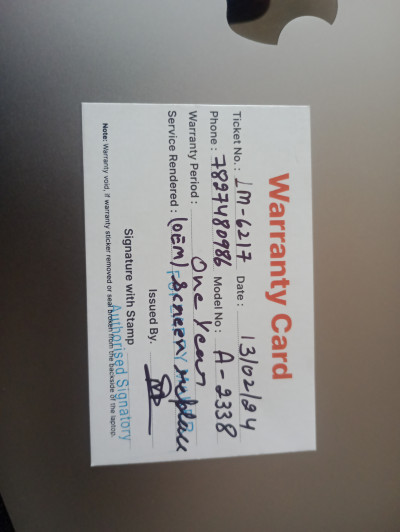 Warranty Card
Ticket No.: LM-6217 Date: 13/02/24
Phone: 7827480986 Model No: A-2338
Warranty Period: One Year
Service Rendered: (OEM) Screen replace
Issued By.
Signature with Stamp
Authorised Signatory
Note: Warranty void, if warranty sticker removed or seal broken from the backside of the laptop.